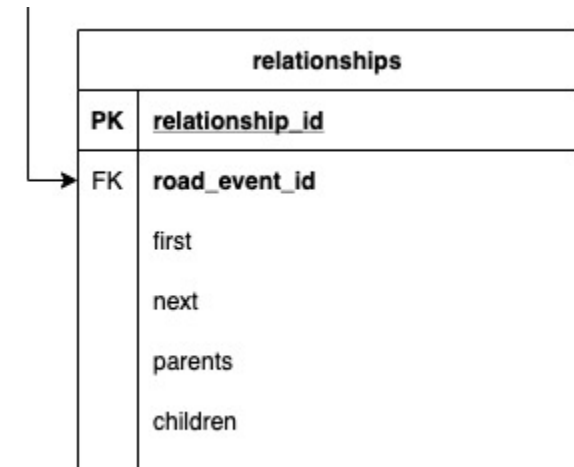 relationships
PK relationship_id
FK road_event_id
first
next
parents
children